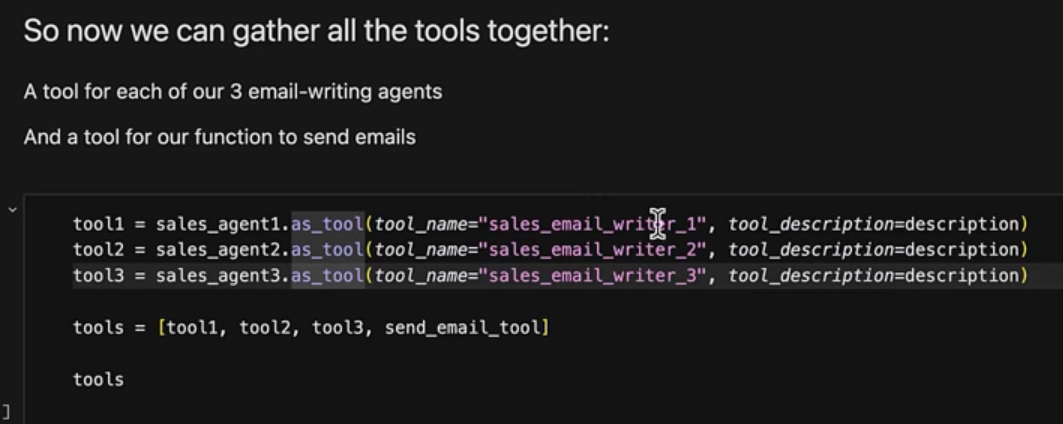 So now we can gather all the tools together:
A tool for each of our 3 email-writing agents
And a tool for our function to send emails
tool1 = sales_agent1.as_tool(tool_name="sales_email_writer_1", tool_description=description)
tool2 = sales_agent2.as_tool(tool_name="sales_email_writer_2", tool_description=description)
tool3 = sales_agent3.as_tool(tool_name="sales_email_writer_3", tool_description=description)
tools = [tool1, tool2, tool3, send_email_tool]
tools
]